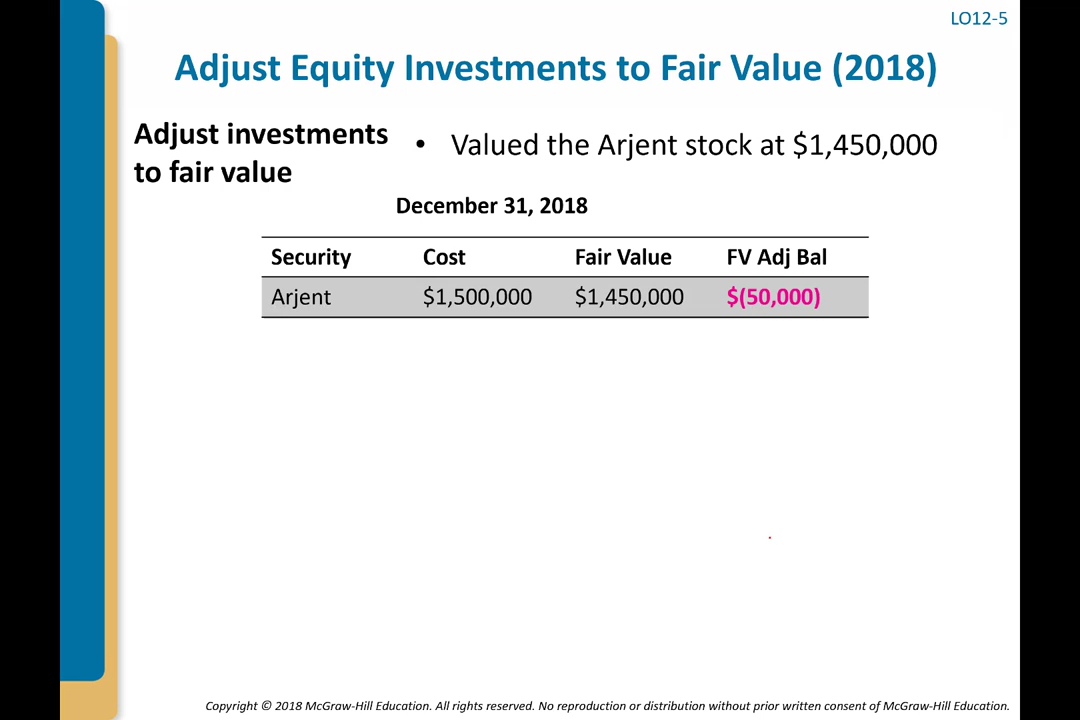 LO12-5
Adjust Equity Investments to Fair Value (2018)
Adjust investments
to fair value
• Valued the Arjent stock at $1,450,000
December 31, 2018
Security Cost Fair Value FV Adj Bal
Arjent $1,500,000 $1,450,000 $(50,000)
Copyright © 2018 McGraw-Hill Education. All rights reserved. No reproduction or distribution without prior written consent of McGraw-Hill Education.